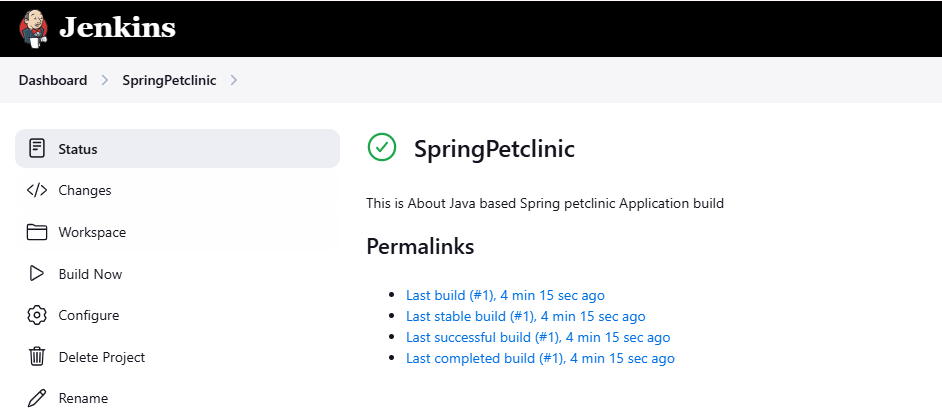 Jenkins
Dashboard
SpringPetclinic
Status
Changes
Workspace
Build Now
Configure
Delete Project
Rename
SpringPetclinic
This is About Java based Spring petclinic Application build
Permalinks
Last build (#1), 4 min 15 sec ago
Last stable build (#1), 4 min 15 sec ago
Last successful build (#1), 4 min 15 sec ago
Last completed build (#1), 4 min 15 sec ago